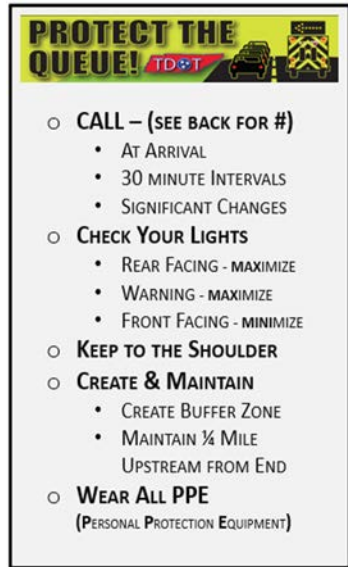 PROTECT THE
QUEUE! TDOT
○ CALL – (SEE BACK FOR #)
• AT ARRIVAL
• 30 MINUTE INTERVALS
• SIGNIFICANT CHANGES
○ CHECK YOUR LIGHTS
• REAR FACING - MAXIMIZE
• WARNING - MAXIMIZE
• FRONT FACING - MINIMIZE
○ KEEP TO THE SHOULDER
○ CREATE & MAINTAIN
• CREATE BUFFER ZONE
• MAINTAIN ¼ MILE
UPSTREAM FROM END
○ WEAR ALL PPE
(PERSONAL PROTECTION EQUIPMENT)